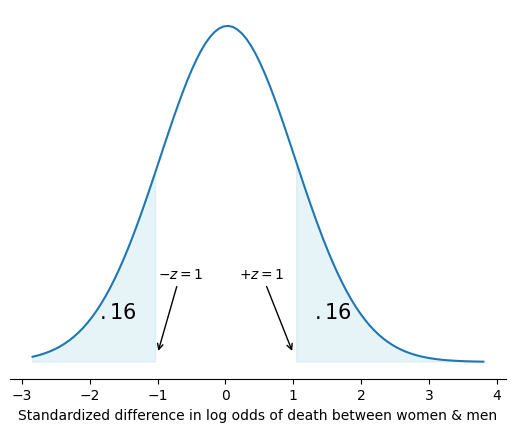 −z = 1
+z = 1
.16
.16
−3 −2 −1 0 1 2 3 4
Standardized difference in log odds of death between women & men